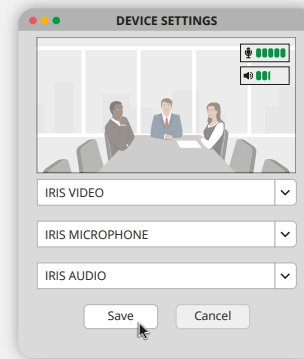 DEVICE SETTINGS
IRIS VIDEO
IRIS MICROPHONE
IRIS AUDIO
Save Cancel